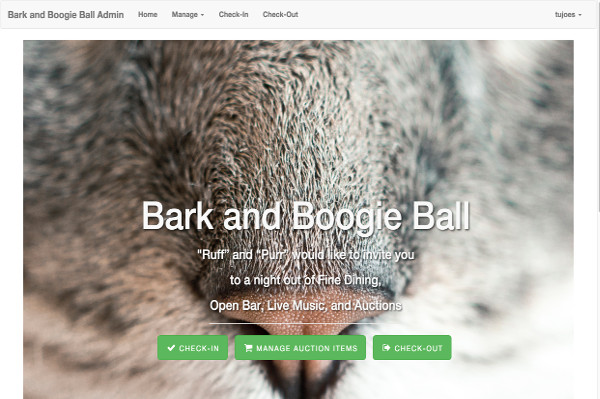 Bark and Boogie Ball Admin Home Manage Check-In Check-Out tujoes
Bark and Boogie Ball
"Ruff" and "Purr" would like to invite you
to a night out of Fine Dining,
Open Bar, Live Music, and Auctions
CHECK-IN MANAGE AUCTION ITEMS CHECK-OUT